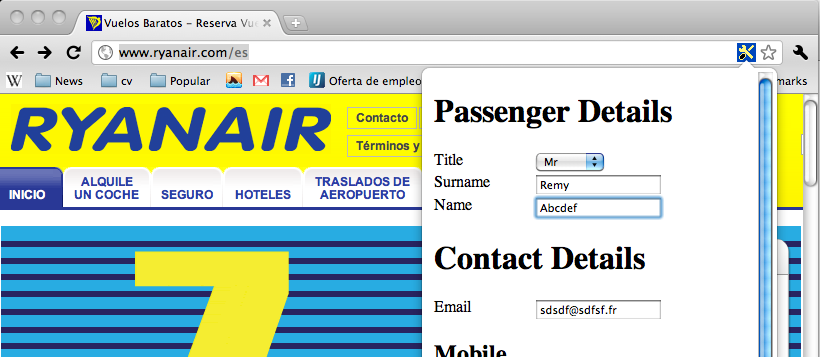 Vuelos Baratos – Reserva Vue
www.ryanair.com/es
W News cv Popular Oferta de empleo
marks
RYANAIR
Contacto
Términos y
INICIO
ALQUILE
UN COCHE
SEGURO
HOTELES
TRASLADOS DE
AEROPUERTO
7
Passenger Details
Title Mr
Surname Remy
Name Abcdef
Contact Details
Email sdsdf@sdfsf.fr
Mobile